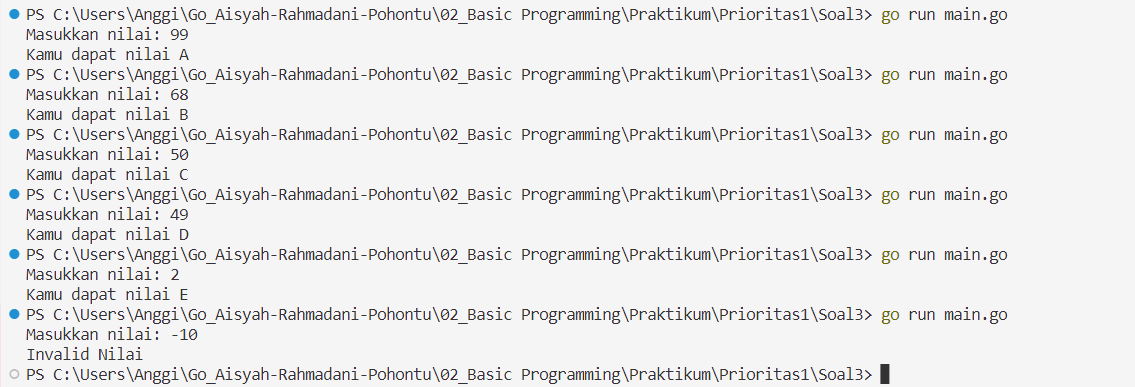 PS C:\Users\Anggi\Go_Aisyah-Rahmadani-Pohontu\02_Basic Programming\Praktikum\Prioritas1\Soal3> go run main.go
Masukkan nilai: 99
Kamu dapat nilai A
PS C:\Users\Anggi\Go_Aisyah-Rahmadani-Pohontu\02_Basic Programming\Praktikum\Prioritas1\Soal3> go run main.go
Masukkan nilai: 68
Kamu dapat nilai B
PS C:\Users\Anggi\Go_Aisyah-Rahmadani-Pohontu\02_Basic Programming\Praktikum\Prioritas1\Soal3> go run main.go
Masukkan nilai: 50
Kamu dapat nilai C
PS C:\Users\Anggi\Go_Aisyah-Rahmadani-Pohontu\02_Basic Programming\Praktikum\Prioritas1\Soal3> go run main.go
Masukkan nilai: 49
Kamu dapat nilai D
PS C:\Users\Anggi\Go_Aisyah-Rahmadani-Pohontu\02_Basic Programming\Praktikum\Prioritas1\Soal3> go run main.go
Masukkan nilai: 2
Kamu dapat nilai E
PS C:\Users\Anggi\Go_Aisyah-Rahmadani-Pohontu\02_Basic Programming\Praktikum\Prioritas1\Soal3> go run main.go
Masukkan nilai: -10
Invalid Nilai
PS C:\Users\Anggi\Go_Aisyah-Rahmadani-Pohontu\02_Basic Programming\Praktikum\Prioritas1\Soal3>